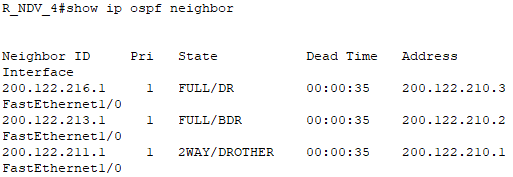 R_NDV_4#show ip ospf neighbor
Neighbor ID     Pri   State           Dead Time   Address
Interface
200.122.216.1     1   FULL/DR         00:00:35    200.122.210.3
FastEthernet1/0
200.122.213.1     1   FULL/BDR        00:00:35    200.122.210.2
FastEthernet1/0
200.122.211.1     1   2WAY/DROTHER    00:00:35    200.122.210.1
FastEthernet1/0